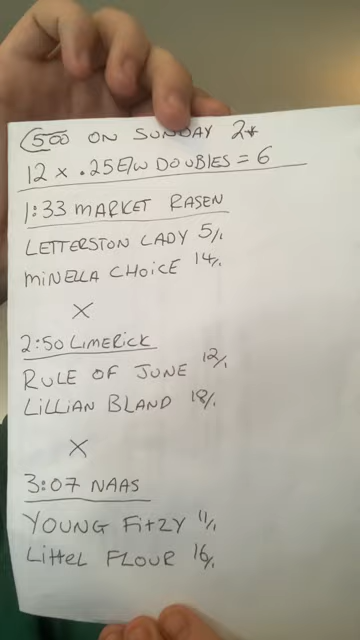 £500 ON SUNDAY 2*
12 x .25 E/W DOUBLES = 6
1:33 MARKET RASEN
LETTERSTON LADY 5/1
MINELLA CHOICE 14/1
X
2:50 LIMERICK
RULE OF JUNE 12/1
LILLIAN BLAND 18/1
X
3:07 NAAS
YOUNG FITZY 11/1
LITTEL FLOUR 16/1